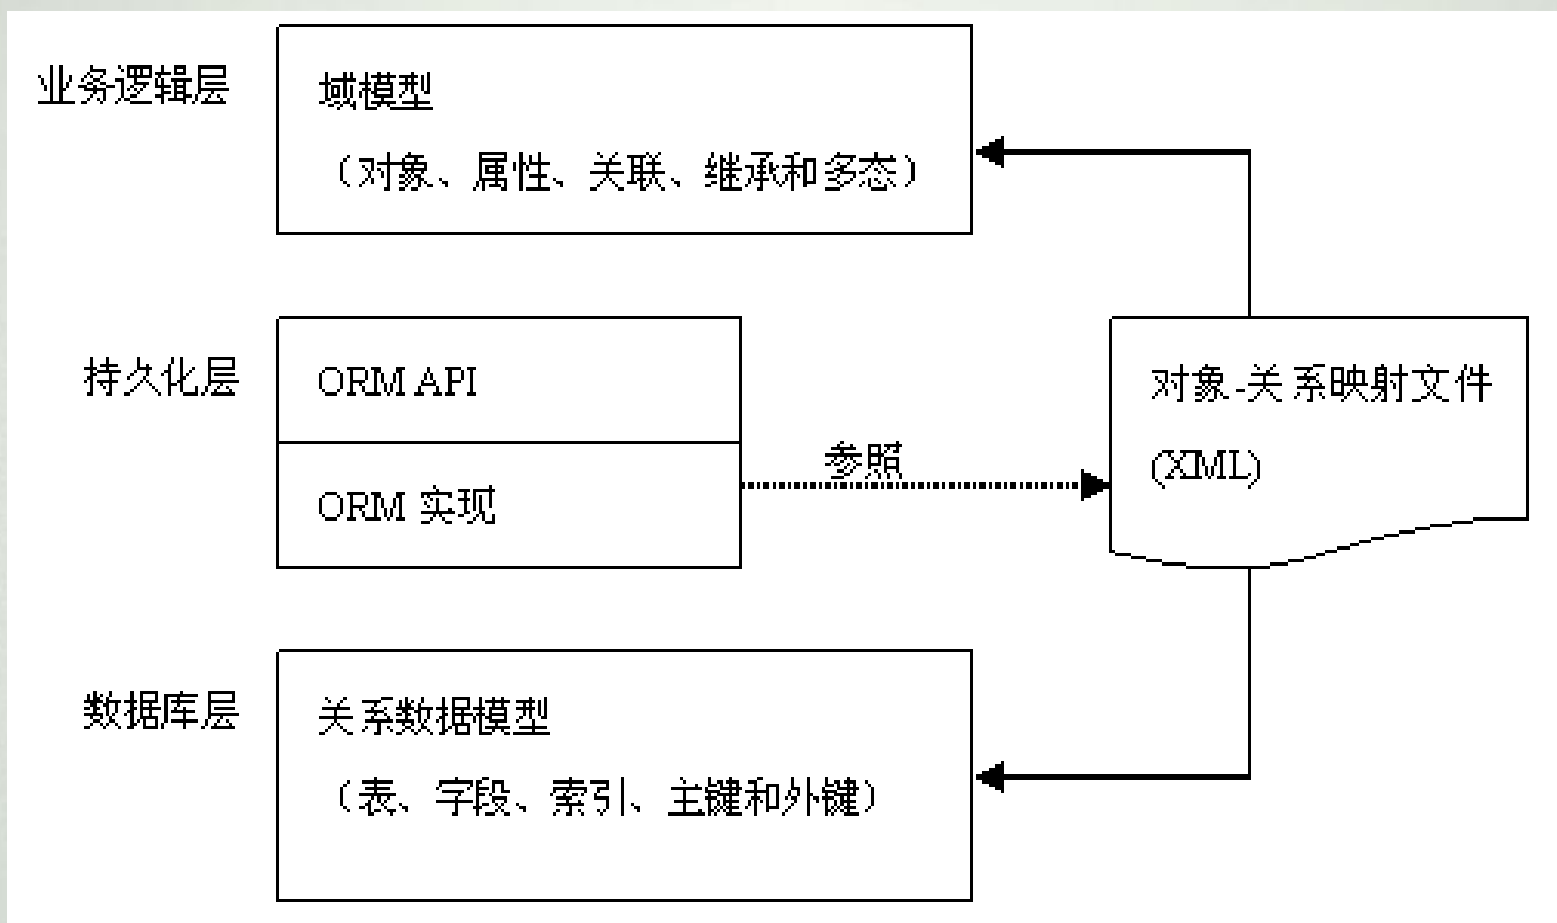 业务逻辑层
域模型
（对象、属性、关联、继承和多态）
持久化层
ORM API
ORM 实现
参照
对象-关系映射文件
(XML)
数据库层
关系数据模型
（表、字段、索引、主键和外键）